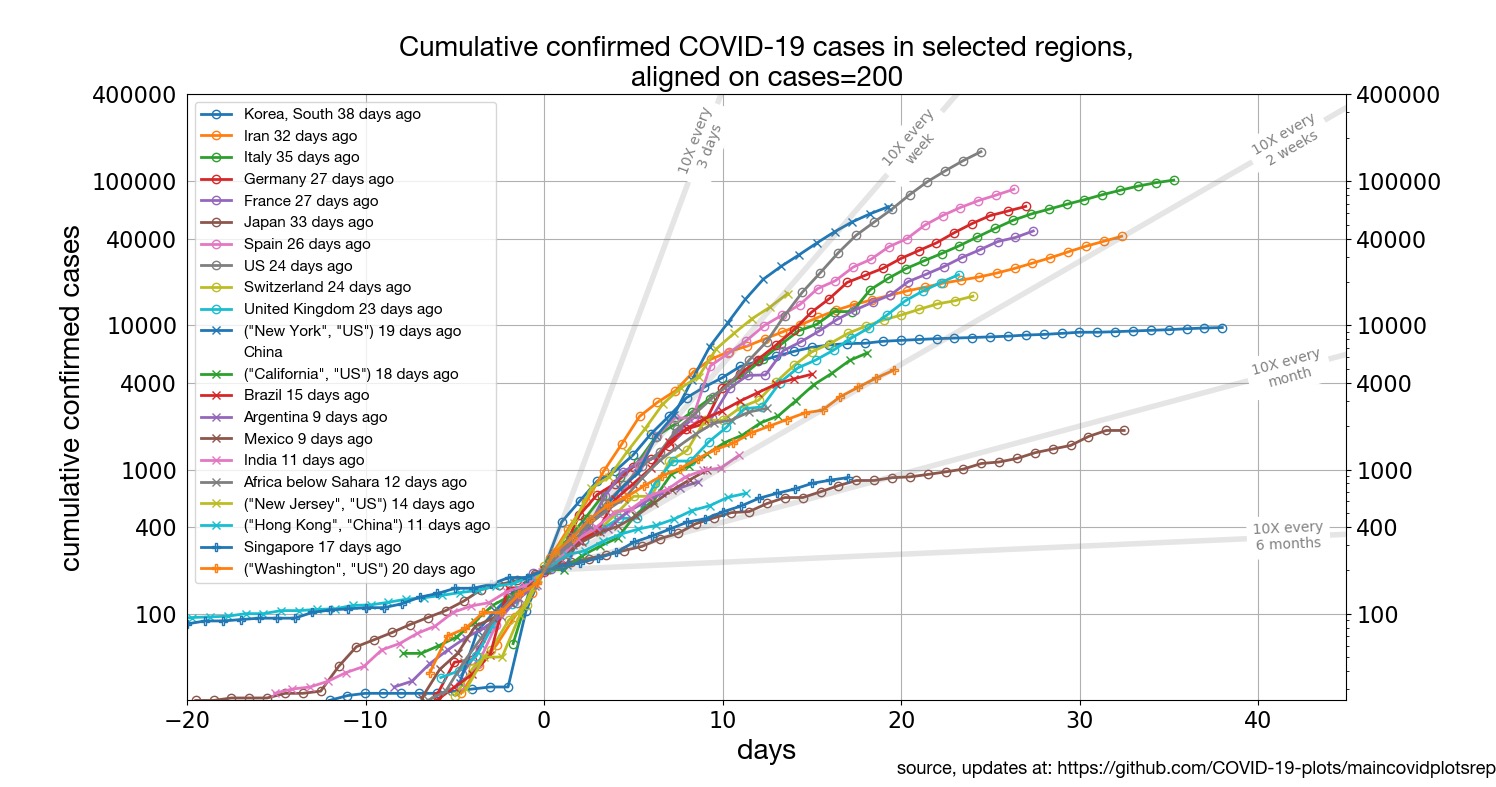 Cumulative confirmed COVID-19 cases in selected regions,
aligned on cases=200
400000
100000
40000
10000
4000
1000
400
100
cumulative confirmed cases
Korea, South 38 days ago
Iran 32 days ago
Italy 35 days ago
Germany 27 days ago
France 27 days ago
Japan 33 days ago
Spain 26 days ago
US 24 days ago
Switzerland 24 days ago
United Kingdom 23 days ago
("New York", "US") 19 days ago
China
("California", "US") 18 days ago
Brazil 15 days ago
Argentina 9 days ago
Mexico 9 days ago
India 11 days ago
Africa below Sahara 12 days ago
("New Jersey", "US") 14 days ago
("Hong Kong", "China") 11 days ago
Singapore 17 days ago
("Washington", "US") 20 days ago
10X every
3 days
10X every
week
10X every
2 weeks
10X every
month
10X every
6 months
400000
100000
40000
10000
4000
1000
400
100
−20
−10
0
10
20
30
40
days
source, updates at: https://github.com/COVID-19-plots/maincovidplotsrep